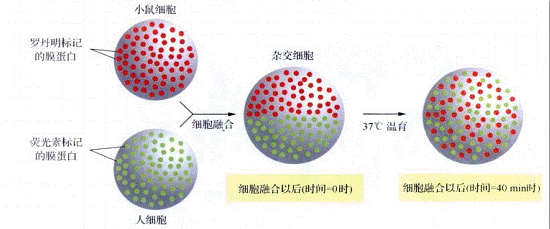 小鼠细胞
罗丹明标记
的膜蛋白
荧光素标记
的膜蛋白
人细胞
细胞融合
杂交细胞
细胞融合以后(时间=0时)
37℃ 温育
细胞融合以后(时间=40 min时)